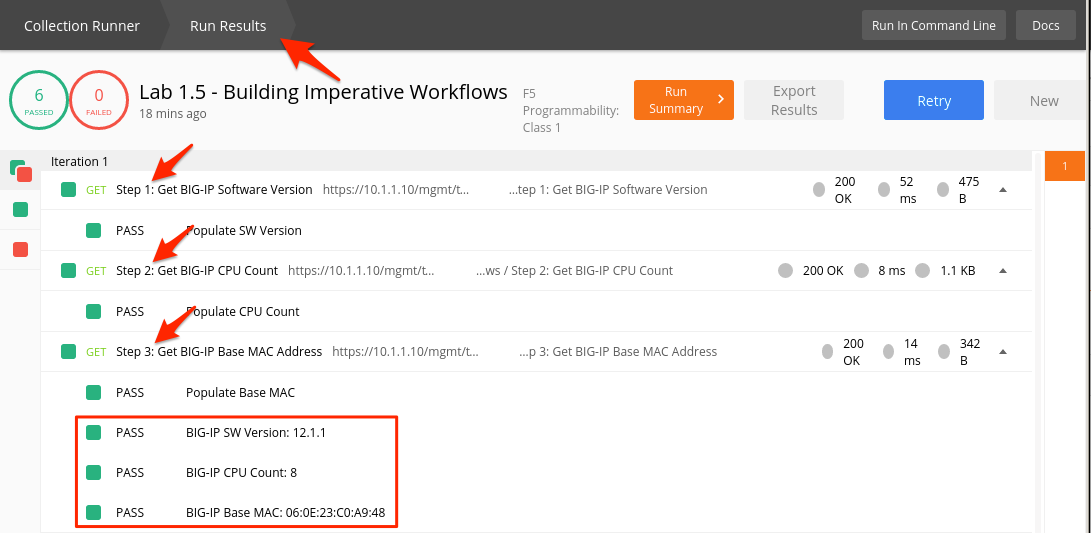 Collection Runner
Run Results
Run In Command Line
Docs
6
PASSED
0
FAILED
Lab 1.5 - Building Imperative Workflows
18 mins ago
F5
Programmability:
Class 1
Run
Summary
Export
Results
Retry
New
Iteration 1
1
GET Step 1: Get BIG-IP Software Version https://10.1.1.10/mgmt/t... ...tep 1: Get BIG-IP Software Version 200 OK 52 ms 475 B
PASS Populate SW Version
GET Step 2: Get BIG-IP CPU Count https://10.1.1.10/mgmt/t... ...ws / Step 2: Get BIG-IP CPU Count 200 OK 8 ms 1.1 KB
PASS Populate CPU Count
GET Step 3: Get BIG-IP Base MAC Address https://10.1.1.10/mgmt/t... ...p 3: Get BIG-IP Base MAC Address 200 OK 14 ms 342 B
PASS Populate Base MAC
PASS BIG-IP SW Version: 12.1.1
PASS BIG-IP CPU Count: 8
PASS BIG-IP Base MAC: 06:0E:23:C0:A9:48